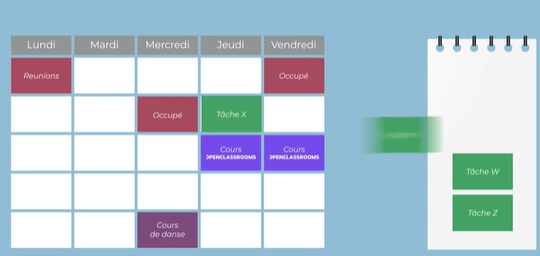 Lundi Mardi Mercredi Jeudi Vendredi
Reunions Occupé
Occupé Tâche X
Cours Cours
OPENCLASSROOMS OPENCLASSROOMS
Tâche W
Tâche Z
Cours
de danse